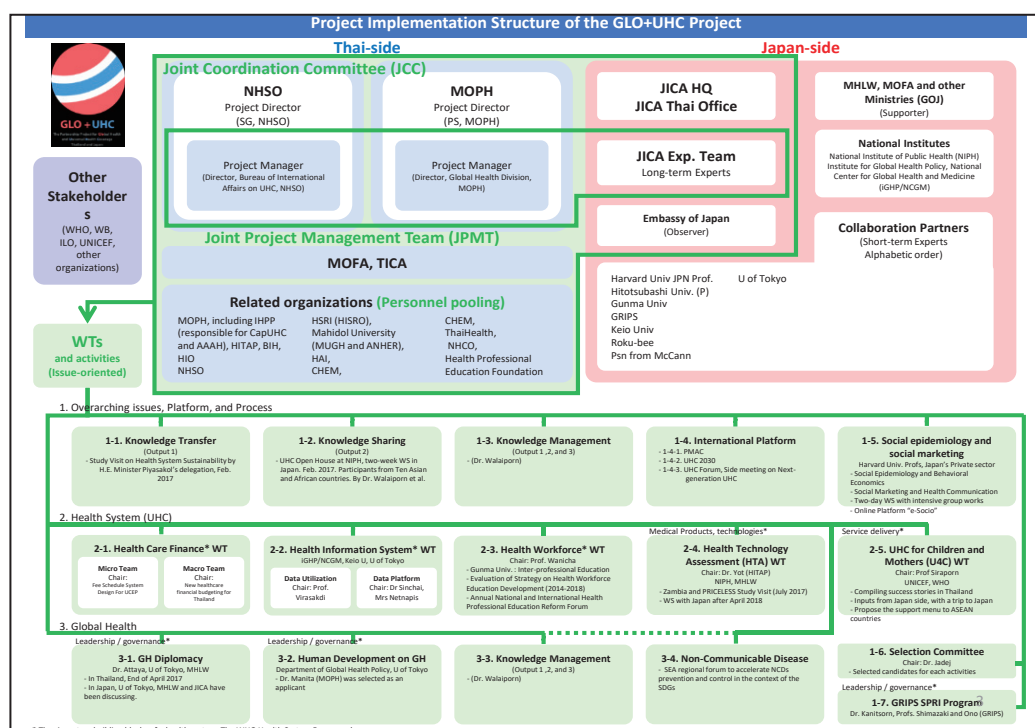 Project Implementation Structure of the GLO+UHC Project
Thai-side
Japan-side
GLO + UHC
Joint Coordination Committee (JCC)
NHSO
Project Director
(SG, NHSO)
MOPH
Project Director
(PS, MOPH)
Project Manager
(Director, Bureau of International
Affairs on UHC, NHSO)
Project Manager
(Director, Global Health Division,
MOPH)
JICA HQ
JICA Thai Office
JICA Exp. Team
Long-term Experts
Embassy of Japan
(Observer)
MHLW, MOFA and other
Ministries (GOJ)
(Supporter)
National Institutes
National Institute of Public Health (NIPH)
Institute for Global Health Policy, National
Center for Global Health and Medicine
(iGHP/NCGM)
Collaboration Partners
(Short-term Experts
Alphabetic order)
Harvard Univ JPN Prof.
Hitotsubashi Univ. (P)
Gunma Univ
GRIPS
Keio Univ
Roku-bee
Psn from McCann
U of Tokyo
Other
Stakeholder
s
(WHO, WB,
ILO, UNICEF,
other
organizations)
Joint Project Management Team (JPMT)
MOFA, TICA
Related organizations (Personnel pooling)
MOPH, including IHPP
(responsible for CapUHC
and AAAH), HITAP, BIH,
HIO
NHSO
HSRI (HISRO),
Mahidol University
(MUGH and ANHER),
HAI,
CHEM,
CHEM,
ThaiHealth,
NHCO,
Health Professional
Education Foundation
WTs
and activities
(Issue-oriented)
1. Overarching issues, Platform, and Process
1-1. Knowledge Transfer
(Output 1)
- Study Visit on Health System Sustainability by
H.E. Minister Piyasakol's delegation, Feb.
2017.
1-2. Knowledge Sharing
(Output 2)
- UHC Open House at NIPH, two-week WS in
Japan. Feb. 2017. Participants from Ten Asian
and African countries. By Dr. Walaiporn et al.
1-3. Knowledge Management
(Output 1 ,2, and 3)
- (Dr. Walaiporn)
1-4. International Platform
- 1-4-1. PMAC
- 1-4-2. UHC 2030
- 1-4-3. UHC Forum, Side meeting on Next-
generation UHC
1-5. Social epidemiology and
social marketing
Harvard Univ. Profs, Japan's Private sector
- Social Epidemiology and Behavioral
Economics
- Social Marketing and Health Communication
- Two-day WS with intensive group works
- Online Platform "e-Socio"
2. Health System (UHC)
Medical Products, technologies*
Service delivery*
2-1. Health Care Finance* WT
Micro Team
Chair:
Fee Schedule System
Design For UCEP
Macro Team
Chair:
New healthcare
financial budgeting for
Thailand
2-2. Health Information System* WT
iGHP/NCGM, Keio U, U of Tokyo
Data Utilization
Chair: Prof.
Virasakdi
Data Platform
Chair: Dr Sinchai,
Mrs Netnapis
2-3. Health Workforce* WT
Chair: Prof. Wanicha
- Gunma Univ. : Inter-professional Education
- Evaluation of Strategy on Health Workforce
Education Development (2014-2018)
- Annual National and International Health
Professional Education Reform Forum
2-4. Health Technology
Assessment (HTA) WT
Chair: Dr. Yot (HITAP)
NIPH, MHLW
- Zambia and PRICELESS Study Visit (July 2017)
- WS with Japan after April 2018
2-5. UHC for Children and
Mothers (U4C) WT
Chair: Prof Siraporn
UNICEF, WHO
- Compiling success stories in Thailand
- Inputs from Japan side, with a trip to Japan
- Propose the support menu to ASEAN
countries
3. Global Health
Leadership / governance*
Leadership / governance*
3-1. GH Diplomacy
Dr. Attaya, U of Tokyo, MHLW
- In Thailand, End of April 2017
- In Japan, U of Tokyo, MHLW and JICA have
been discussing.
3-2. Human Development on GH
Department of Global Health Policy, U of Tokyo
- Dr. Manita (MOPH) was selected as an
applicant
3-3. Knowledge Management
(Output 1 ,2, and 3)
- (Dr. Walaiporn)
3-4. Non-Communicable Disease
- SEA regional forum to accelerate NCDs
prevention and control in the context of the
SDGs
1-6. Selection Committee
Chair: Dr. Jadej
- Selected candidates for each activities
Leadership / governance*
1-7. GRIPS SPRI Program
3
Dr. Kanitsorn, Profs. Shimazaki and Ono (GRIPS)